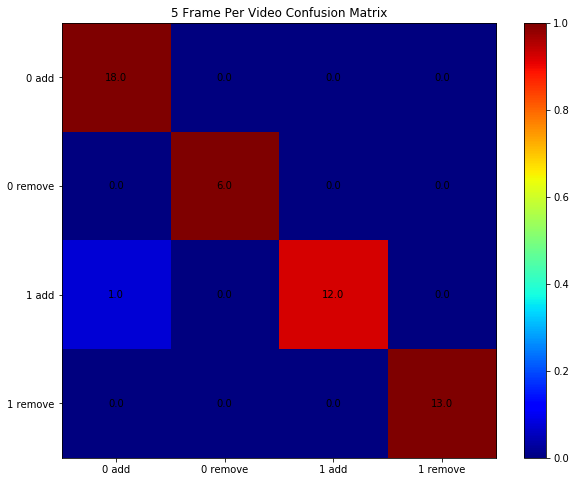 5 Frame Per Video Confusion Matrix
1.0
0 add 18.0 0.0 0.0 0.0
0.8
0 remove 0.0 6.0 0.0 0.0
0.6
0.4
1 add 1.0 0.0 12.0 0.0
0.2
1 remove 0.0 0.0 0.0 13.0
0.0
0 add 0 remove 1 add 1 remove